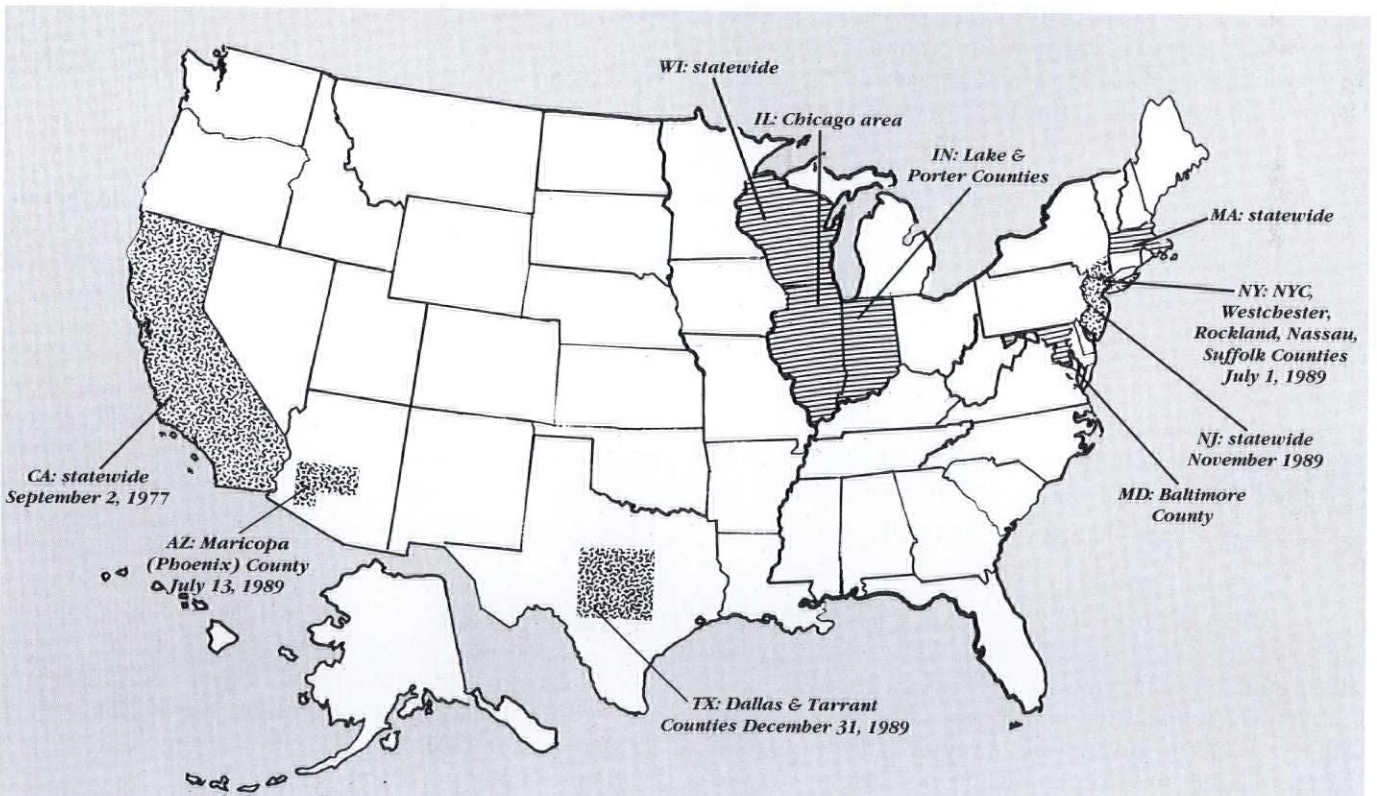 WI: statewide
IL: Chicago area
IN: Lake &
Porter Counties
MA: statewide
NY: NYC,
Westchester,
Rockland, Nassau,
Suffolk Counties
July 1, 1989
NJ: statewide
November 1989
MD: Baltimore
County
CA: statewide
September 2, 1977
AZ: Maricopa
(Phoenix) County
July 13, 1989
TX: Dallas & Tarrant
Counties December 31, 1989